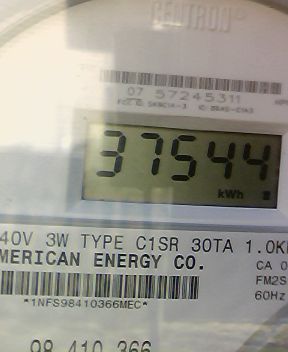 CENTRON®
07 57245311
37544
kWh
40V 3W TYPE C1SR 30TA 1.0K
MERICAN ENERGY CO.
CA 0
FM2S
*1NFS98410366MEC*
60Hz
98 410 366